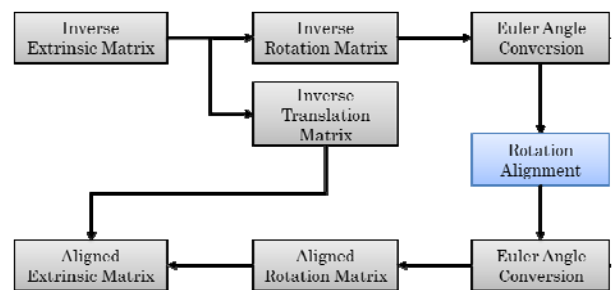 Inverse
Extrinsic Matrix
Inverse
Rotation Matrix
Euler Angle
Conversion
Inverse
Translation
Matrix
Rotation
Alignment
Aligned
Extrinsic Matrix
Aligned
Rotation Matrix
Euler Angle
Conversion